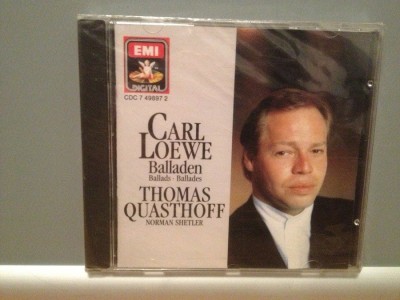 EMI
DIGITAL
CDC 7 49897 2
CARL
LOEWE
Balladen
Ballads · Ballades
THOMAS
QUASTHOFF
NORMAN SHETLER